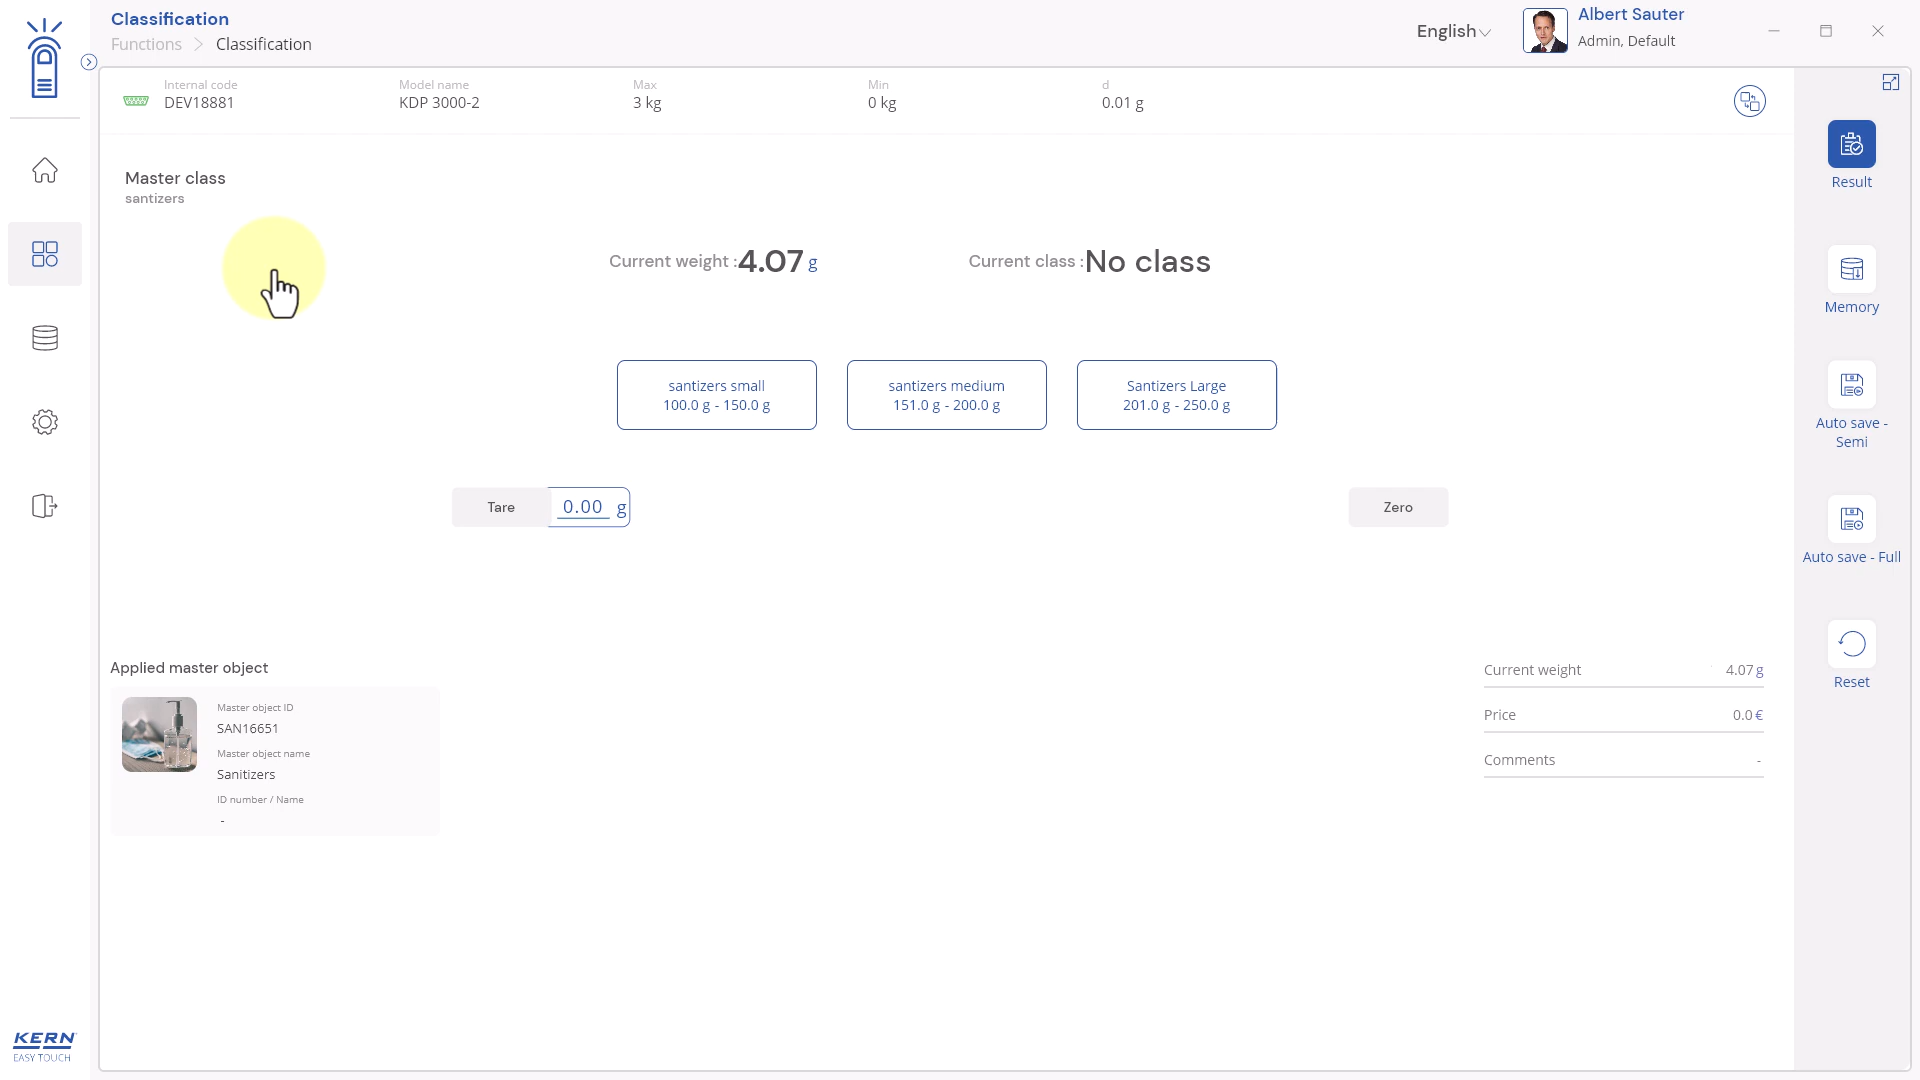 Classification
Functions
Classification
English
Albert Sauter
Admin, Default
Internal code
DEV18881
Model name
KDP 3000-2
Max
3 kg
Min
0 kg
d
0.01 g
Master class
santizers
Current weight : 4.07 g
Current class : No class
santizers small
100.0 g - 150.0 g
santizers medium
151.0 g - 200.0 g
Santizers Large
201.0 g - 250.0 g
Tare
0.00 g
Zero
Applied master object
Master object ID
SAN16651
Master object name
Sanitizers
ID number / Name
-
Current weight 4.07 g
Price 0.0 €
Comments -
Result
Memory
Auto save -
Semi
Auto save - Full
Reset
KERN
EASY TOUCH